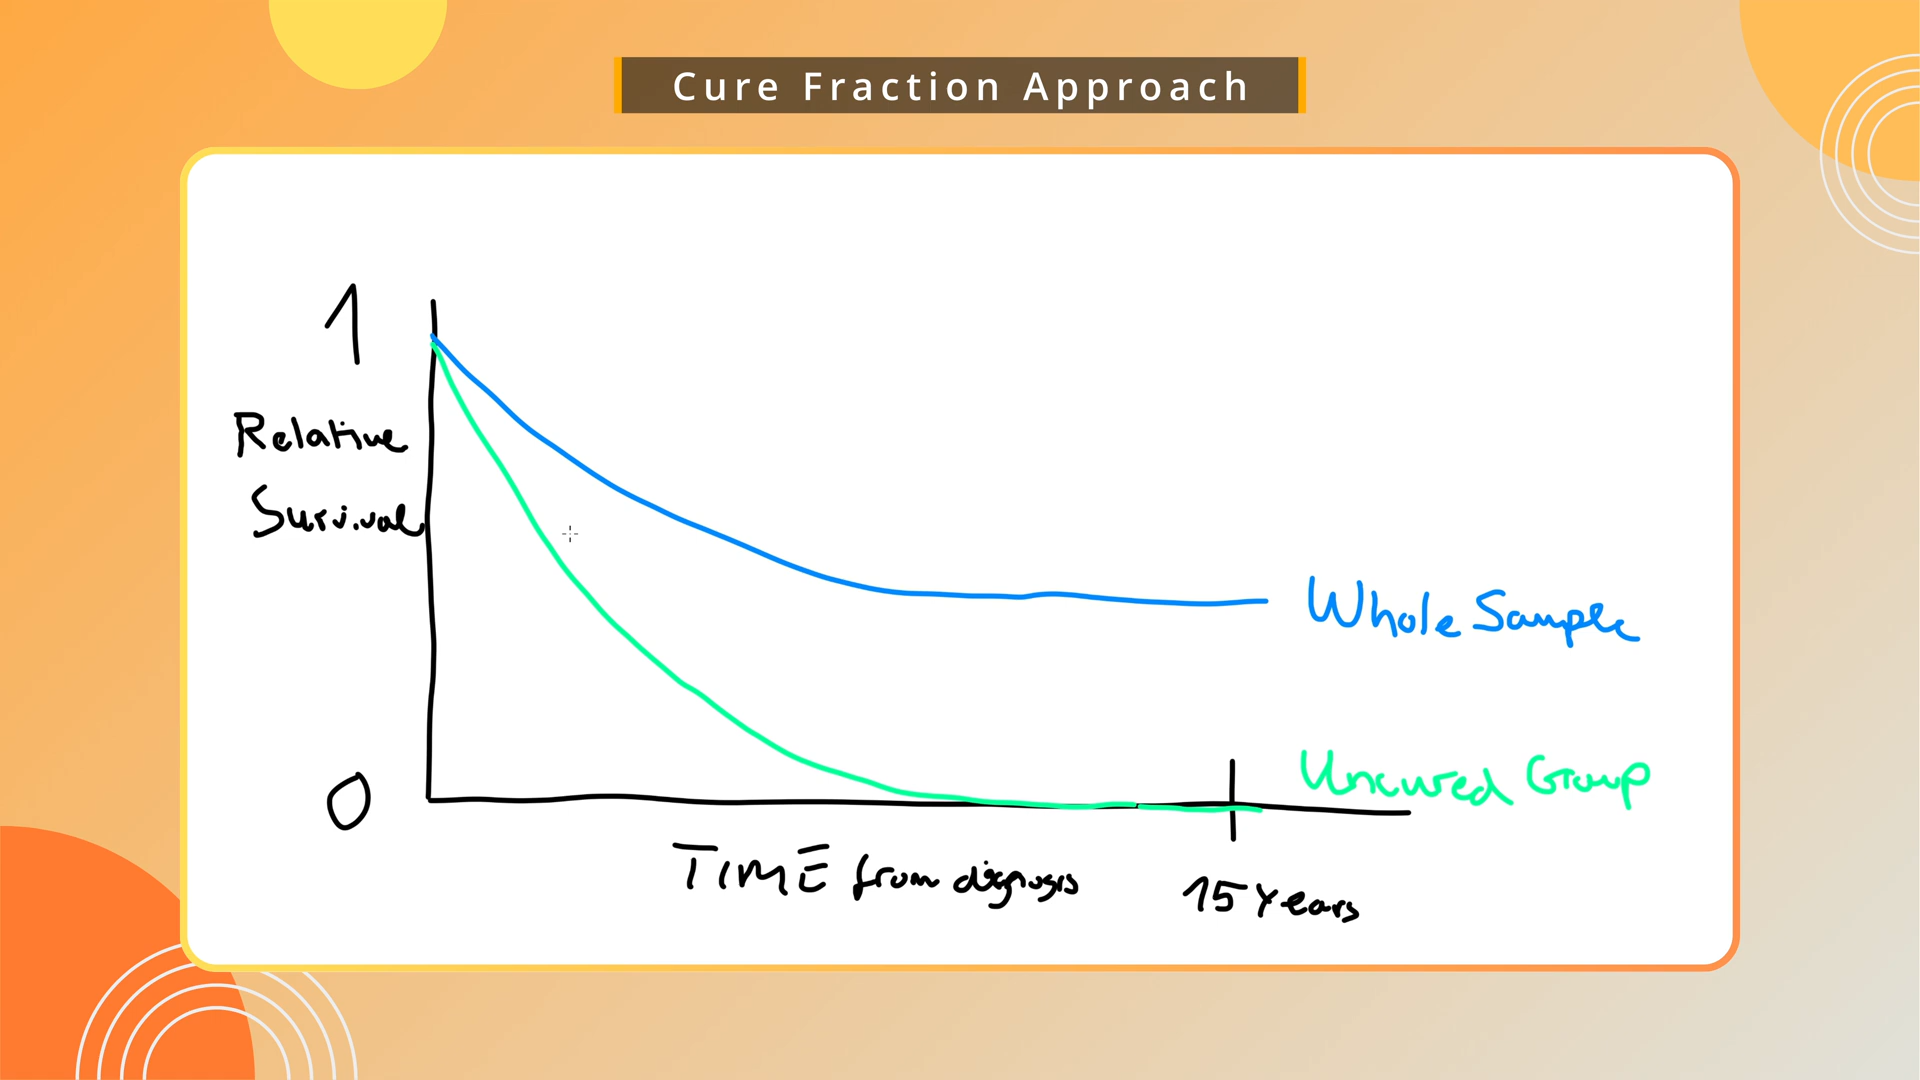 Cure Fraction Approach
1
Relative
Survival
Whole Sample
Uncured Group
0
TIME from diagnosis
15 Years